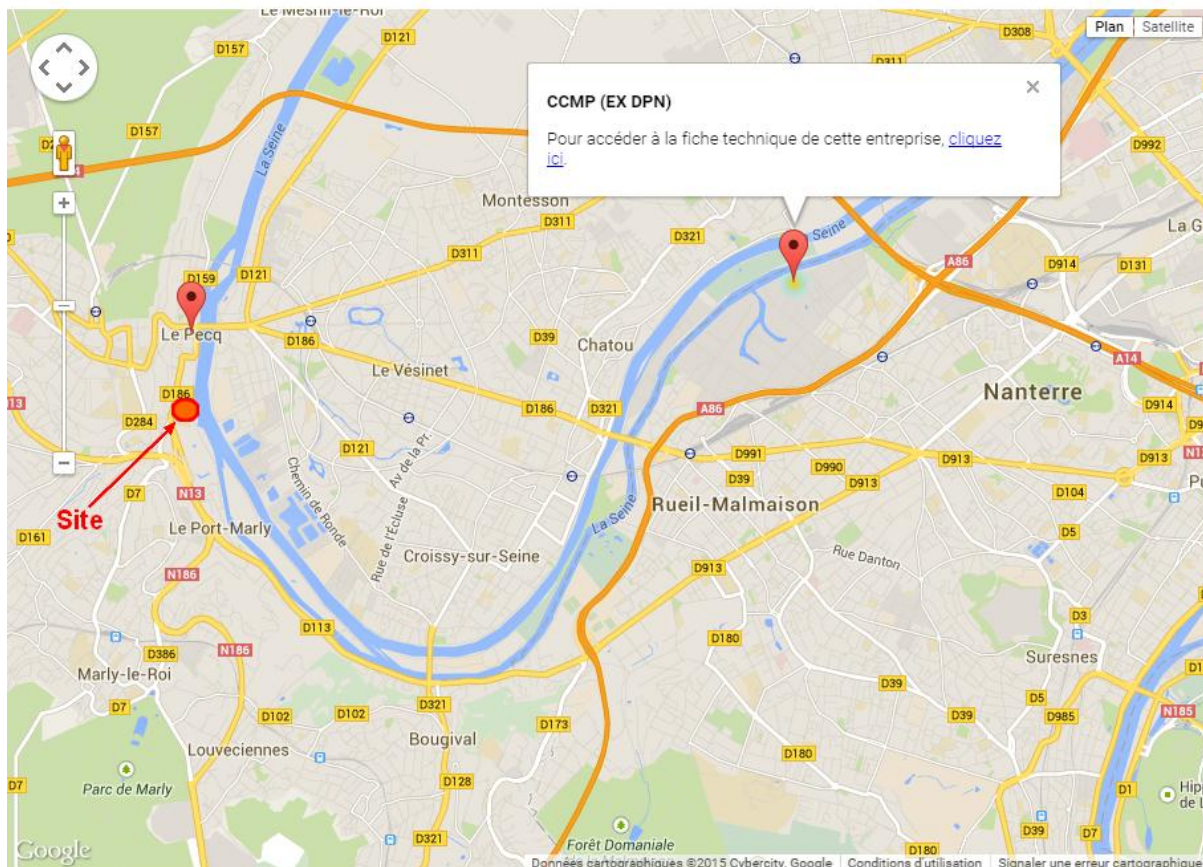 Le Mesnil-le-Roi
D121
D308
Plan
Satellite
D157
D311
La Seine
CCMP (EX DPN)
Pour accéder à la fiche technique de cette entreprise, cliquez
ici.
D157
D992
Montesson
D311
D321
Seine
D311
A86
D914
D131
D159
D121
Le Pecq
D186
D39
Chatou
A14
Le Vésinet
Nanterre
D186
D284
D186
D321
A86
D914
D121
Av de la Pr.
D991
D913
D913
D990
D39
D913
D7
N13
Chemin de Ronde
Rue de l'Écluse
D104
Site
Le Port-Marly
La Seine
Rueil-Malmaison
D161
D5
Croissy-sur-Seine
D913
Rue Danton
N186
D113
D3
D180
N186
D386
Suresnes
Marly-le-Roi
D39
D5
D7
D321
D102
D102
D173
D39
D985
N185
Bougival
Louveciennes
D180
D128
D7
Parc de Marly
D1
D321
Forêt Domaniale
D39
D7
D180
Google
Données cartographiques ©2015 Cybercity, Google
Conditions d'utilisation
Signaler une erreur cartographique